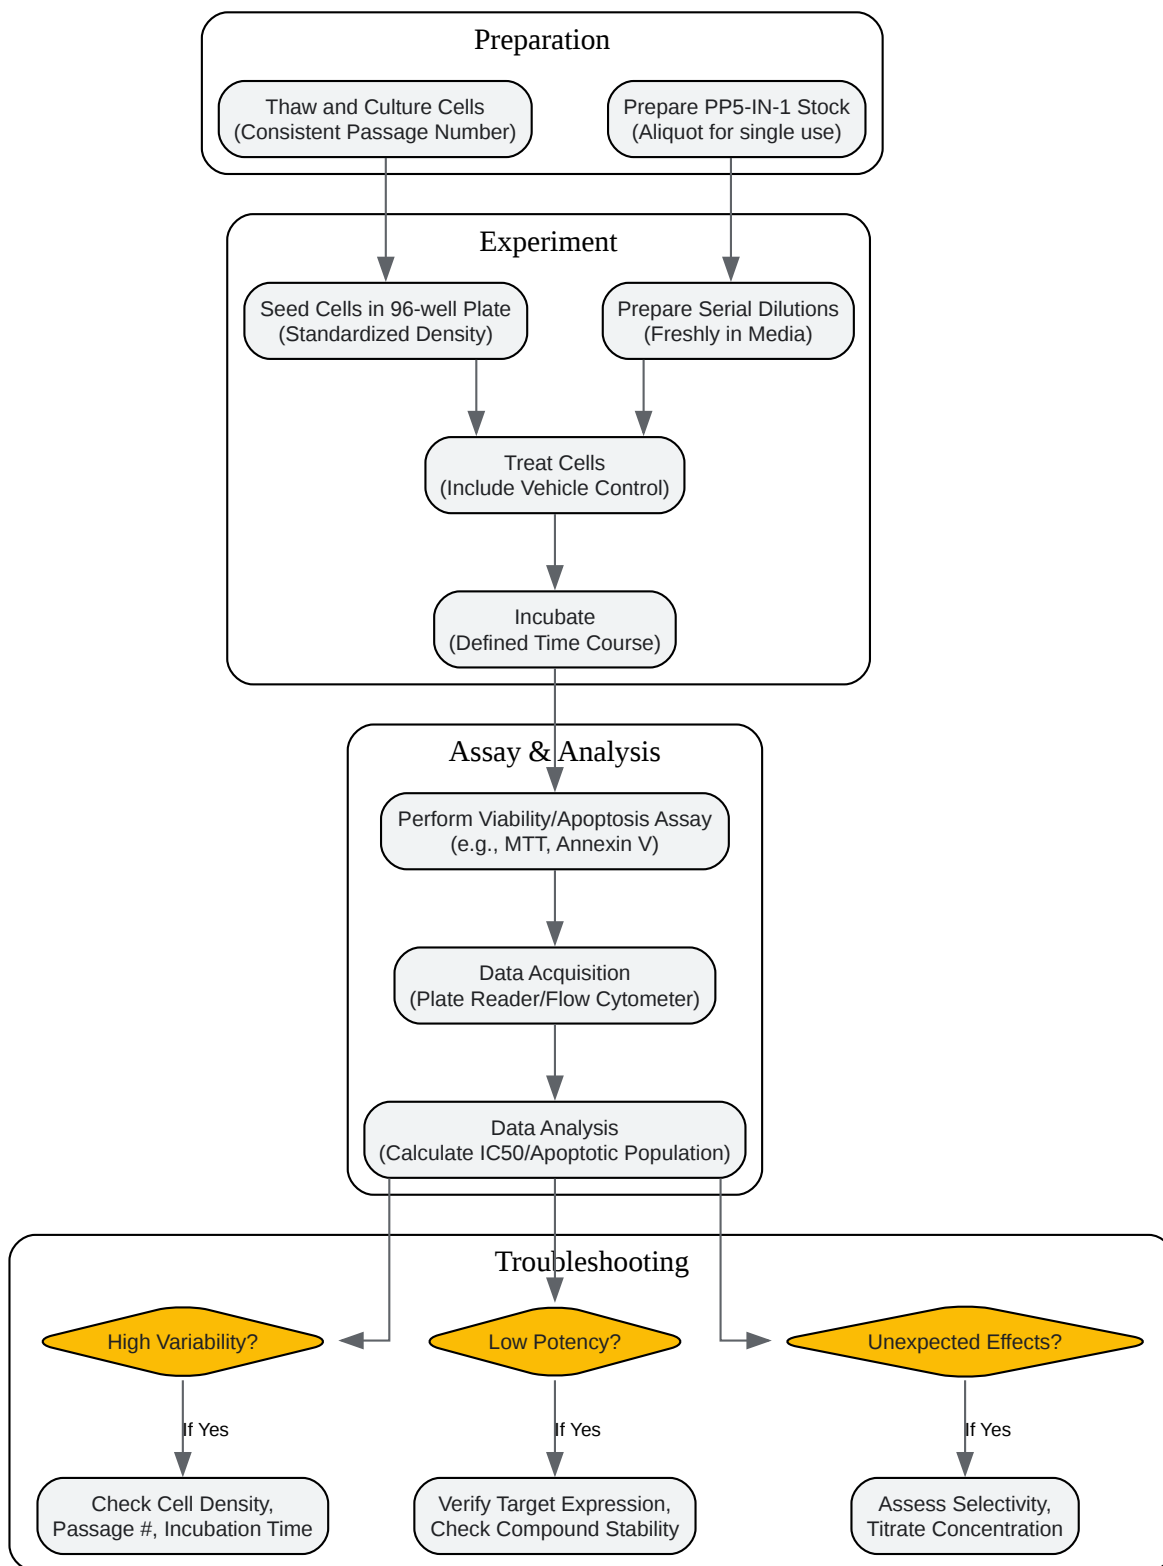 Preparation
Thaw and Culture Cells
(Consistent Passage Number)
Prepare PP5-IN-1 Stock
(Aliquot for single use)
Experiment
Seed Cells in 96-well Plate
(Standardized Density)
Prepare Serial Dilutions
(Freshly in Media)
Treat Cells
(Include Vehicle Control)
Incubate
(Defined Time Course)
Assay & Analysis
Perform Viability/Apoptosis Assay
(e.g., MTT, Annexin V)
Data Acquisition
(Plate Reader/Flow Cytometer)
Data Analysis
(Calculate IC50/Apoptotic Population)
Troubleshooting
High Variability?
Low Potency?
Unexpected Effects?
If Yes
If Yes
If Yes
Check Cell Density,
Passage #, Incubation Time
Verify Target Expression,
Check Compound Stability
Assess Selectivity,
Titrate Concentration